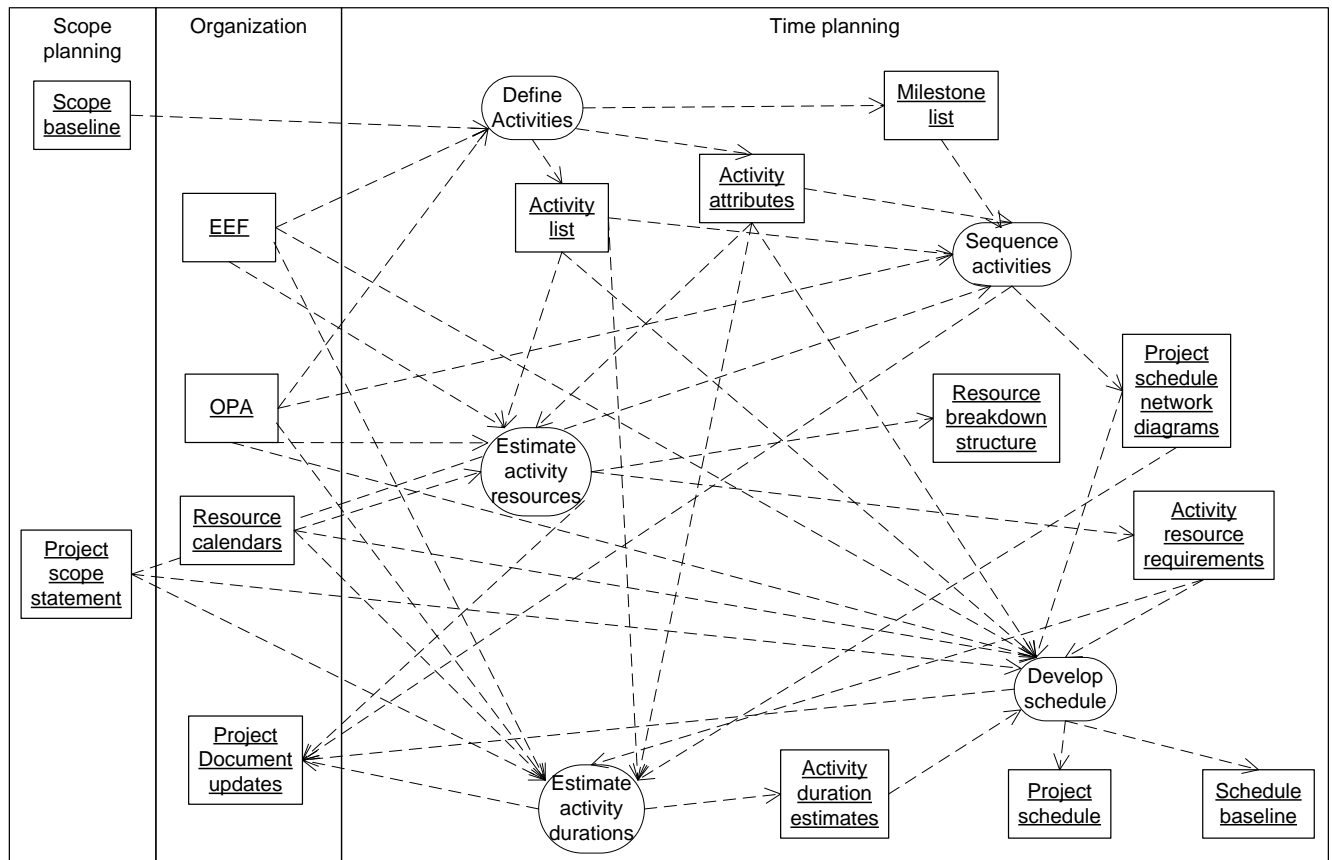 Scope
planning
Organization
Time planning
Scope
baseline
Define
Activities
Milestone
list
Activity
attributes
EEF
Activity
list
Sequence
activities
OPA
Project
schedule
network
diagrams
Resource
breakdown
structure
Estimate
activity
resources
Resource
calendars
Activity
resource
requirements
Project
scope
statement
Develop
schedule
Project
Document
updates
Estimate
activity
durations
Activity
duration
estimates
Project
schedule
Schedule
baseline